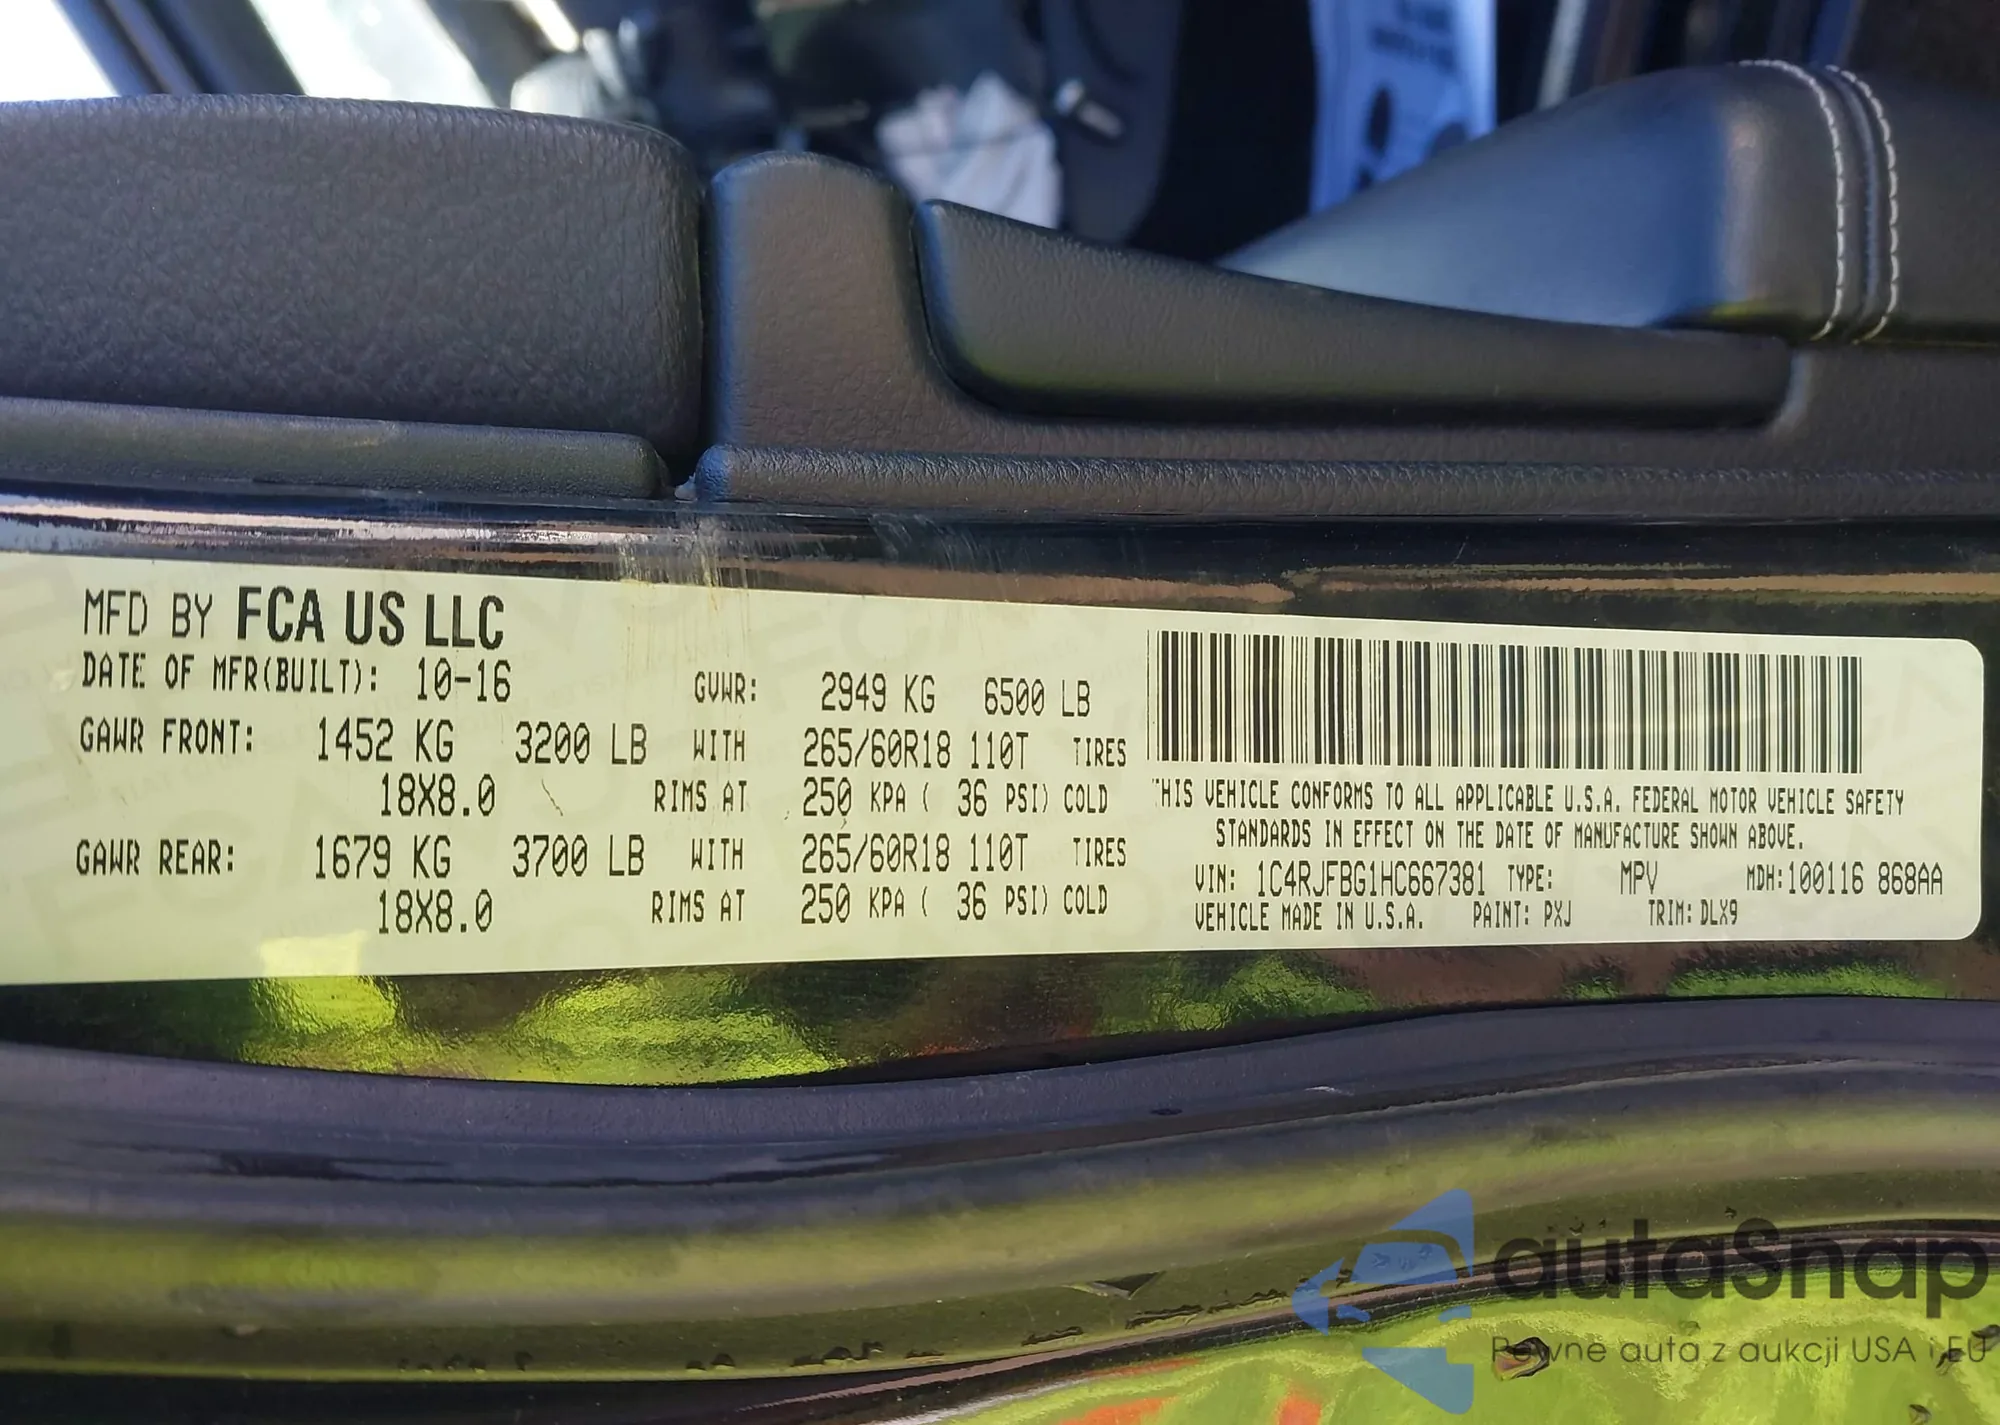 MFD BY FCA US LLC
DATE OF MFR(BUILT): 10-16 GVWR: 2949 KG 6500 LB
GAWR FRONT: 1452 KG 3200 LB WITH 265/60R18 110T TIRES
18X8.0 RIMS AT 250 KPA ( 36 PSI) COLD
GAWR REAR: 1679 KG 3700 LB WITH 265/60R18 110T TIRES
18X8.0 RIMS AT 250 KPA ( 36 PSI) COLD
THIS VEHICLE CONFORMS TO ALL APPLICABLE U.S.A. FEDERAL MOTOR VEHICLE SAFETY
STANDARDS IN EFFECT ON THE DATE OF MANUFACTURE SHOWN ABOVE.
VIN: 1C4RJFBG1HC667381 TYPE: MPV MDH:100116 868AA
VEHICLE MADE IN U.S.A. PAINT: PXJ TRIM: DLX9
autaSnap
Pewne auta z aukcji USA i EU